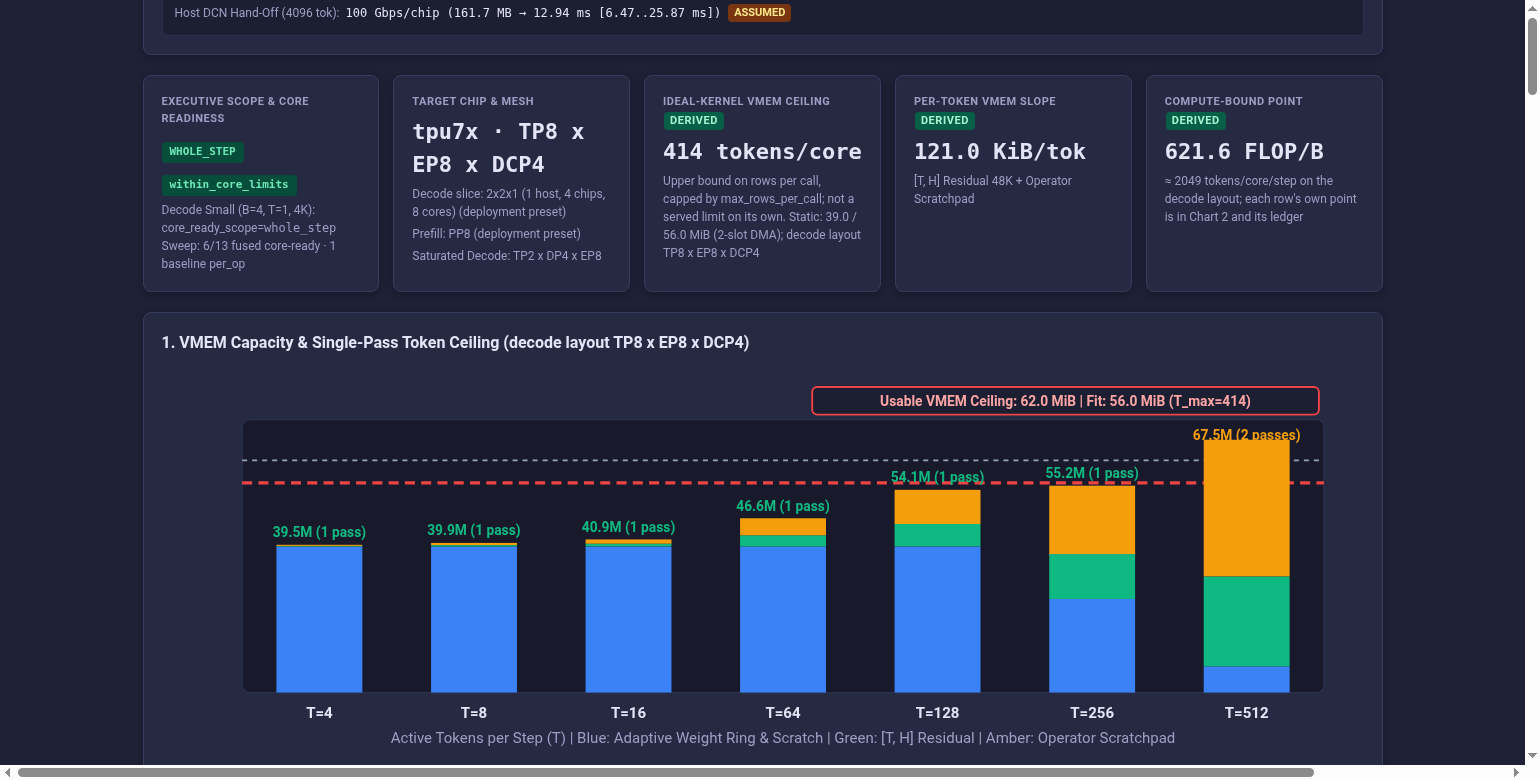 Host DCN Hand-Off (4096 tok): 100 Gbps/chip (161.7 MB → 12.94 ms [6.47..25.87 ms]) ASSUMED
EXECUTIVE SCOPE & CORE
READINESS
WHOLE_STEP
within_core_limits
Decode Small (B=4, T=1, 4K):
core_ready_scope=whole_step
Sweep: 6/13 fused core-ready · 1
baseline per_op
TARGET CHIP & MESH
tpu7x · TP8 x
EP8 x DCP4
Decode slice: 2x2x1 (1 host, 4 chips,
8 cores) (deployment preset)
Prefill: PP8 (deployment preset)
Saturated Decode: TP2 x DP4 x EP8
IDEAL-KERNEL VMEM CEILING
DERIVED
414 tokens/core
Upper bound on rows per call,
capped by max_rows_per_call; not a
served limit on its own. Static: 39.0 /
56.0 MiB (2-slot DMA); decode layout
TP8 x EP8 x DCP4
PER-TOKEN VMEM SLOPE
DERIVED
121.0 KiB/tok
[T, H] Residual 48K + Operator
Scratchpad
COMPUTE-BOUND POINT
DERIVED
621.6 FLOP/B
≈ 2049 tokens/core/step on the
decode layout; each row's own point
is in Chart 2 and its ledger
1. VMEM Capacity & Single-Pass Token Ceiling (decode layout TP8 x EP8 x DCP4)
Usable VMEM Ceiling: 62.0 MiB | Fit: 56.0 MiB (T_max=414)
39.5M (1 pass)
39.9M (1 pass)
40.9M (1 pass)
46.6M (1 pass)
54.1M (1 pass)
55.2M (1 pass)
67.5M (2 passes)
T=4
T=8
T=16
T=64
T=128
T=256
T=512
Active Tokens per Step (T) | Blue: Adaptive Weight Ring & Scratch | Green: [T, H] Residual | Amber: Operator Scratchpad